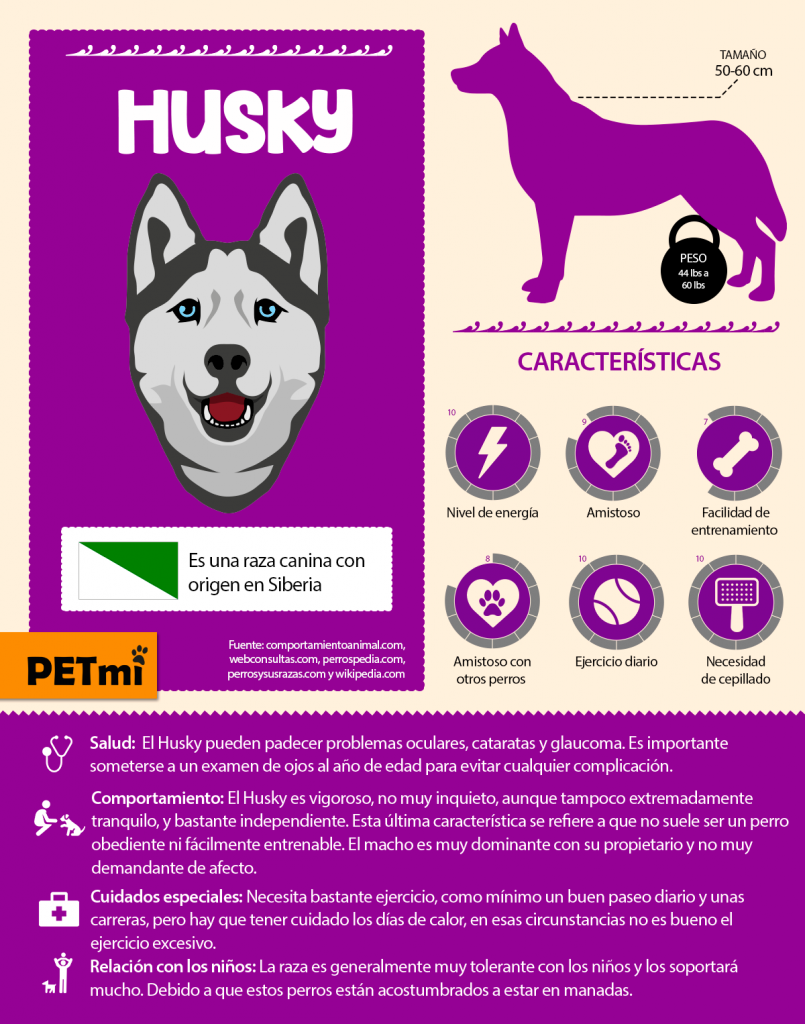 HUSKY
TAMAÑO
50-60 cm
PESO
44 lbs a
60 lbs
CARACTERÍSTICAS
10
Nivel de energía
9
Amistoso
7
Facilidad de
entrenamiento
8
Amistoso con
otros perros
10
Ejercicio diario
10
Necesidad
de cepillado
Es una raza canina con
origen en Siberia
Fuente: comportamientoanimal.com,
webconsultas.com, perrospedia.com,
perrosysusrazas.com y wikipedia.com
PETmi
Salud: El Husky pueden padecer problemas oculares, cataratas y glaucoma. Es importante
someterse a un examen de ojos al año de edad para evitar cualquier complicación.
Comportamiento: El Husky es vigoroso, no muy inquieto, aunque tampoco extremadamente
tranquilo, y bastante independiente. Esta última característica se refiere a que no suele ser un perro
obediente ni fácilmente entrenable. El macho es muy dominante con su propietario y no muy
demandante de afecto.
Cuidados especiales: Necesita bastante ejercicio, como mínimo un buen paseo diario y unas
carreras, pero hay que tener cuidado los días de calor, en esas circunstancias no es bueno el
ejercicio excesivo.
Relación con los niños: La raza es generalmente muy tolerante con los niños y los soportará
mucho. Debido a que estos perros están acostumbrados a estar en manadas.